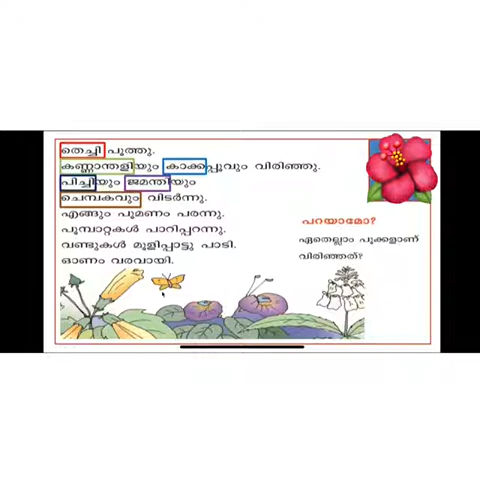 തെച്ചി പൂത്തു.
കണ്ണാന്തളിയും കാക്കപ്പൂവും വിരിഞ്ഞു.
പിച്ചിയും ജമന്തിയും
ചെമ്പകവും വിടർന്നു.
എങ്ങും പൂമണം പരന്നു.
പൂമ്പാറ്റകൾ പാറിപ്പറന്നു.
വണ്ടുകൾ മൂളിപ്പാട്ടു പാടി.
ഓണം വരവായി.
പറയാമോ?
ഏതെല്ലാം പൂക്കളാണ്
വിരിഞ്ഞത്?